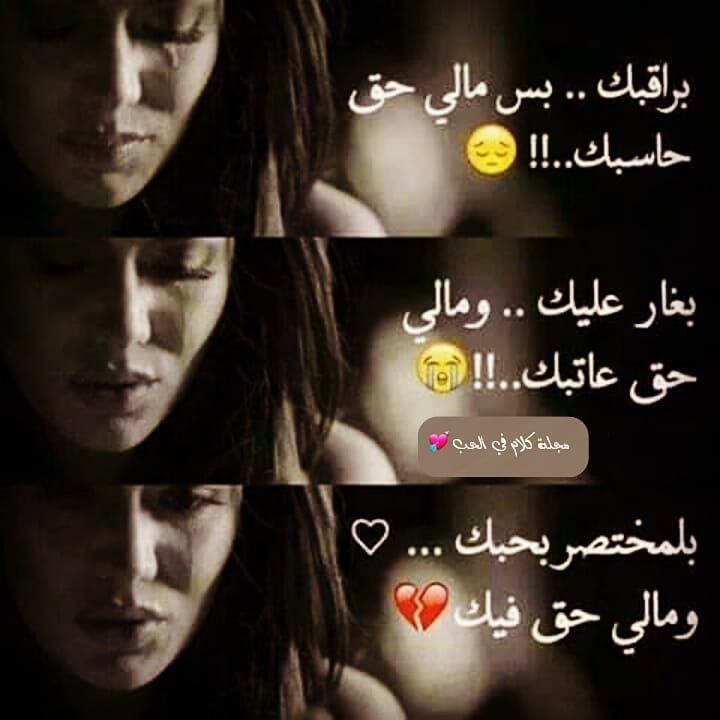 براقبك .. بس مالي حق
حاسبك..!! 😔
بغار عليك .. ومالي
حق عاتبك..!! 😭
مجلة كلام في الحب 💘
بلمختصر بحبك ... ♡
ومالي حق فيك 💔